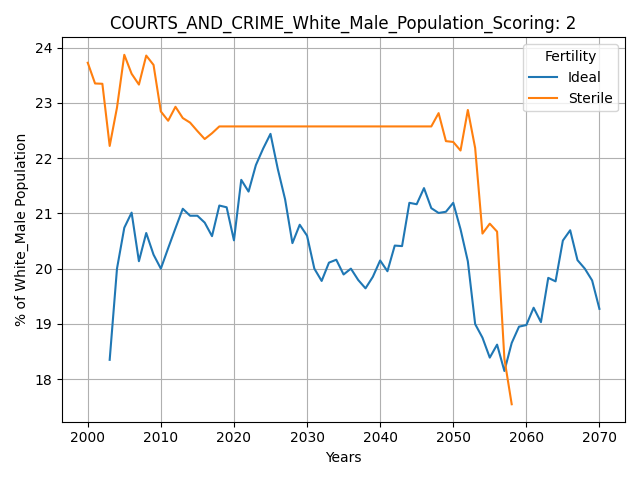 COURTS_AND_CRIME_White_Male_Population_Scoring: 2
Fertility
Ideal
Sterile
% of White_Male Population
24
23
22
21
20
19
18
2000 2010 2020 2030 2040 2050 2060 2070
Years